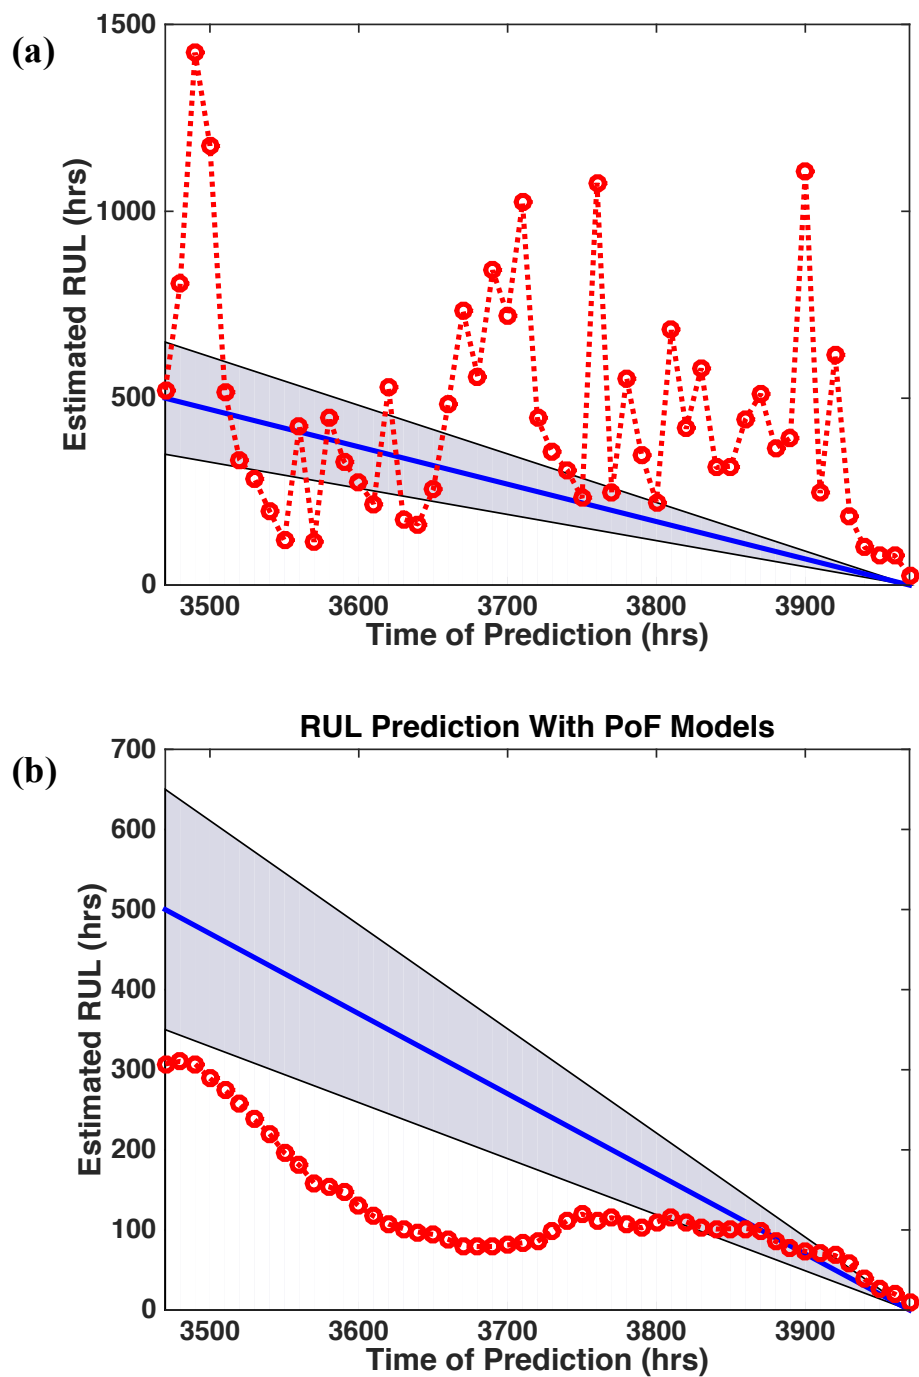 (a)
1500
1000
500
0
Estimated RUL (hrs)
3500 3600 3700 3800 3900
Time of Prediction (hrs)
(b)
RUL Prediction With PoF Models
700
600
500
400
300
200
100
0
Estimated RUL (hrs)
3500 3600 3700 3800 3900
Time of Prediction (hrs)